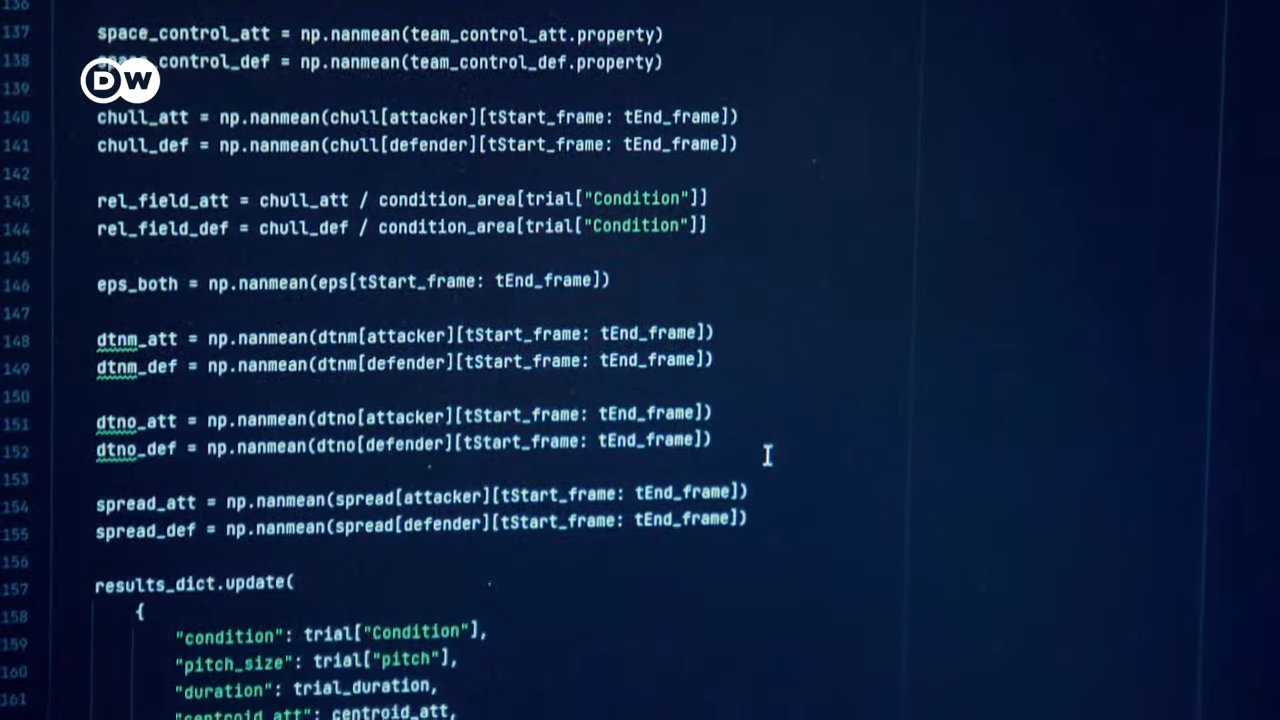 136
137 space_control_att = np.nanmean(team_control_att.property)
138 space_control_def = np.nanmean(team_control_def.property)
DW
139
140 chull_att = np.nanmean(chull[attacker][tStart_frame: tEnd_frame])
141 chull_def = np.nanmean(chull[defender][tStart_frame: tEnd_frame])
142
143 rel_field_att = chull_att / condition_area[trial["Condition"]]
144 rel_field_def = chull_def / condition_area[trial["Condition"]]
145
146 eps_both = np.nanmean(eps[tStart_frame: tEnd_frame])
147
148 dtnm_att = np.nanmean(dtnm[attacker][tStart_frame: tEnd_frame])
149 dtnm_def = np.nanmean(dtnm[defender][tStart_frame: tEnd_frame])
150
151 dtno_att = np.nanmean(dtno[attacker][tStart_frame: tEnd_frame])
152 dtno_def = np.nanmean(dtno[defender][tStart_frame: tEnd_frame])
153
154 spread_att = np.nanmean(spread[attacker][tStart_frame: tEnd_frame])
155 spread_def = np.nanmean(spread[defender][tStart_frame: tEnd_frame])
156
157 results_dict.update(
158 {
159 "condition": trial["Condition"],
160 "pitch_size": trial["pitch"],
161 "duration": trial_duration,
"centroid_att": centroid_att,